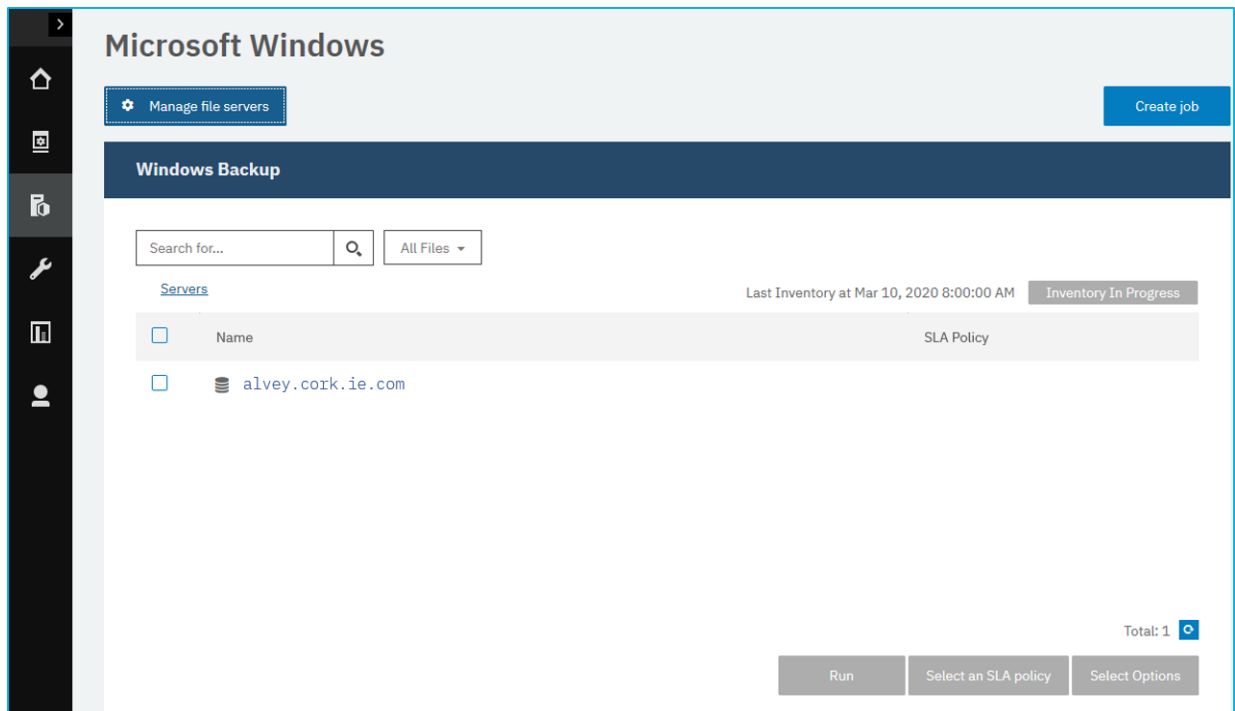 Microsoft Windows
Manage file servers
Create job
Windows Backup
Search for...
All Files
Servers
Last Inventory at Mar 10, 2020 8:00:00 AM
Inventory In Progress
Name
SLA Policy
alvey.cork.ie.com
Total: 1
Run
Select an SLA policy
Select Options